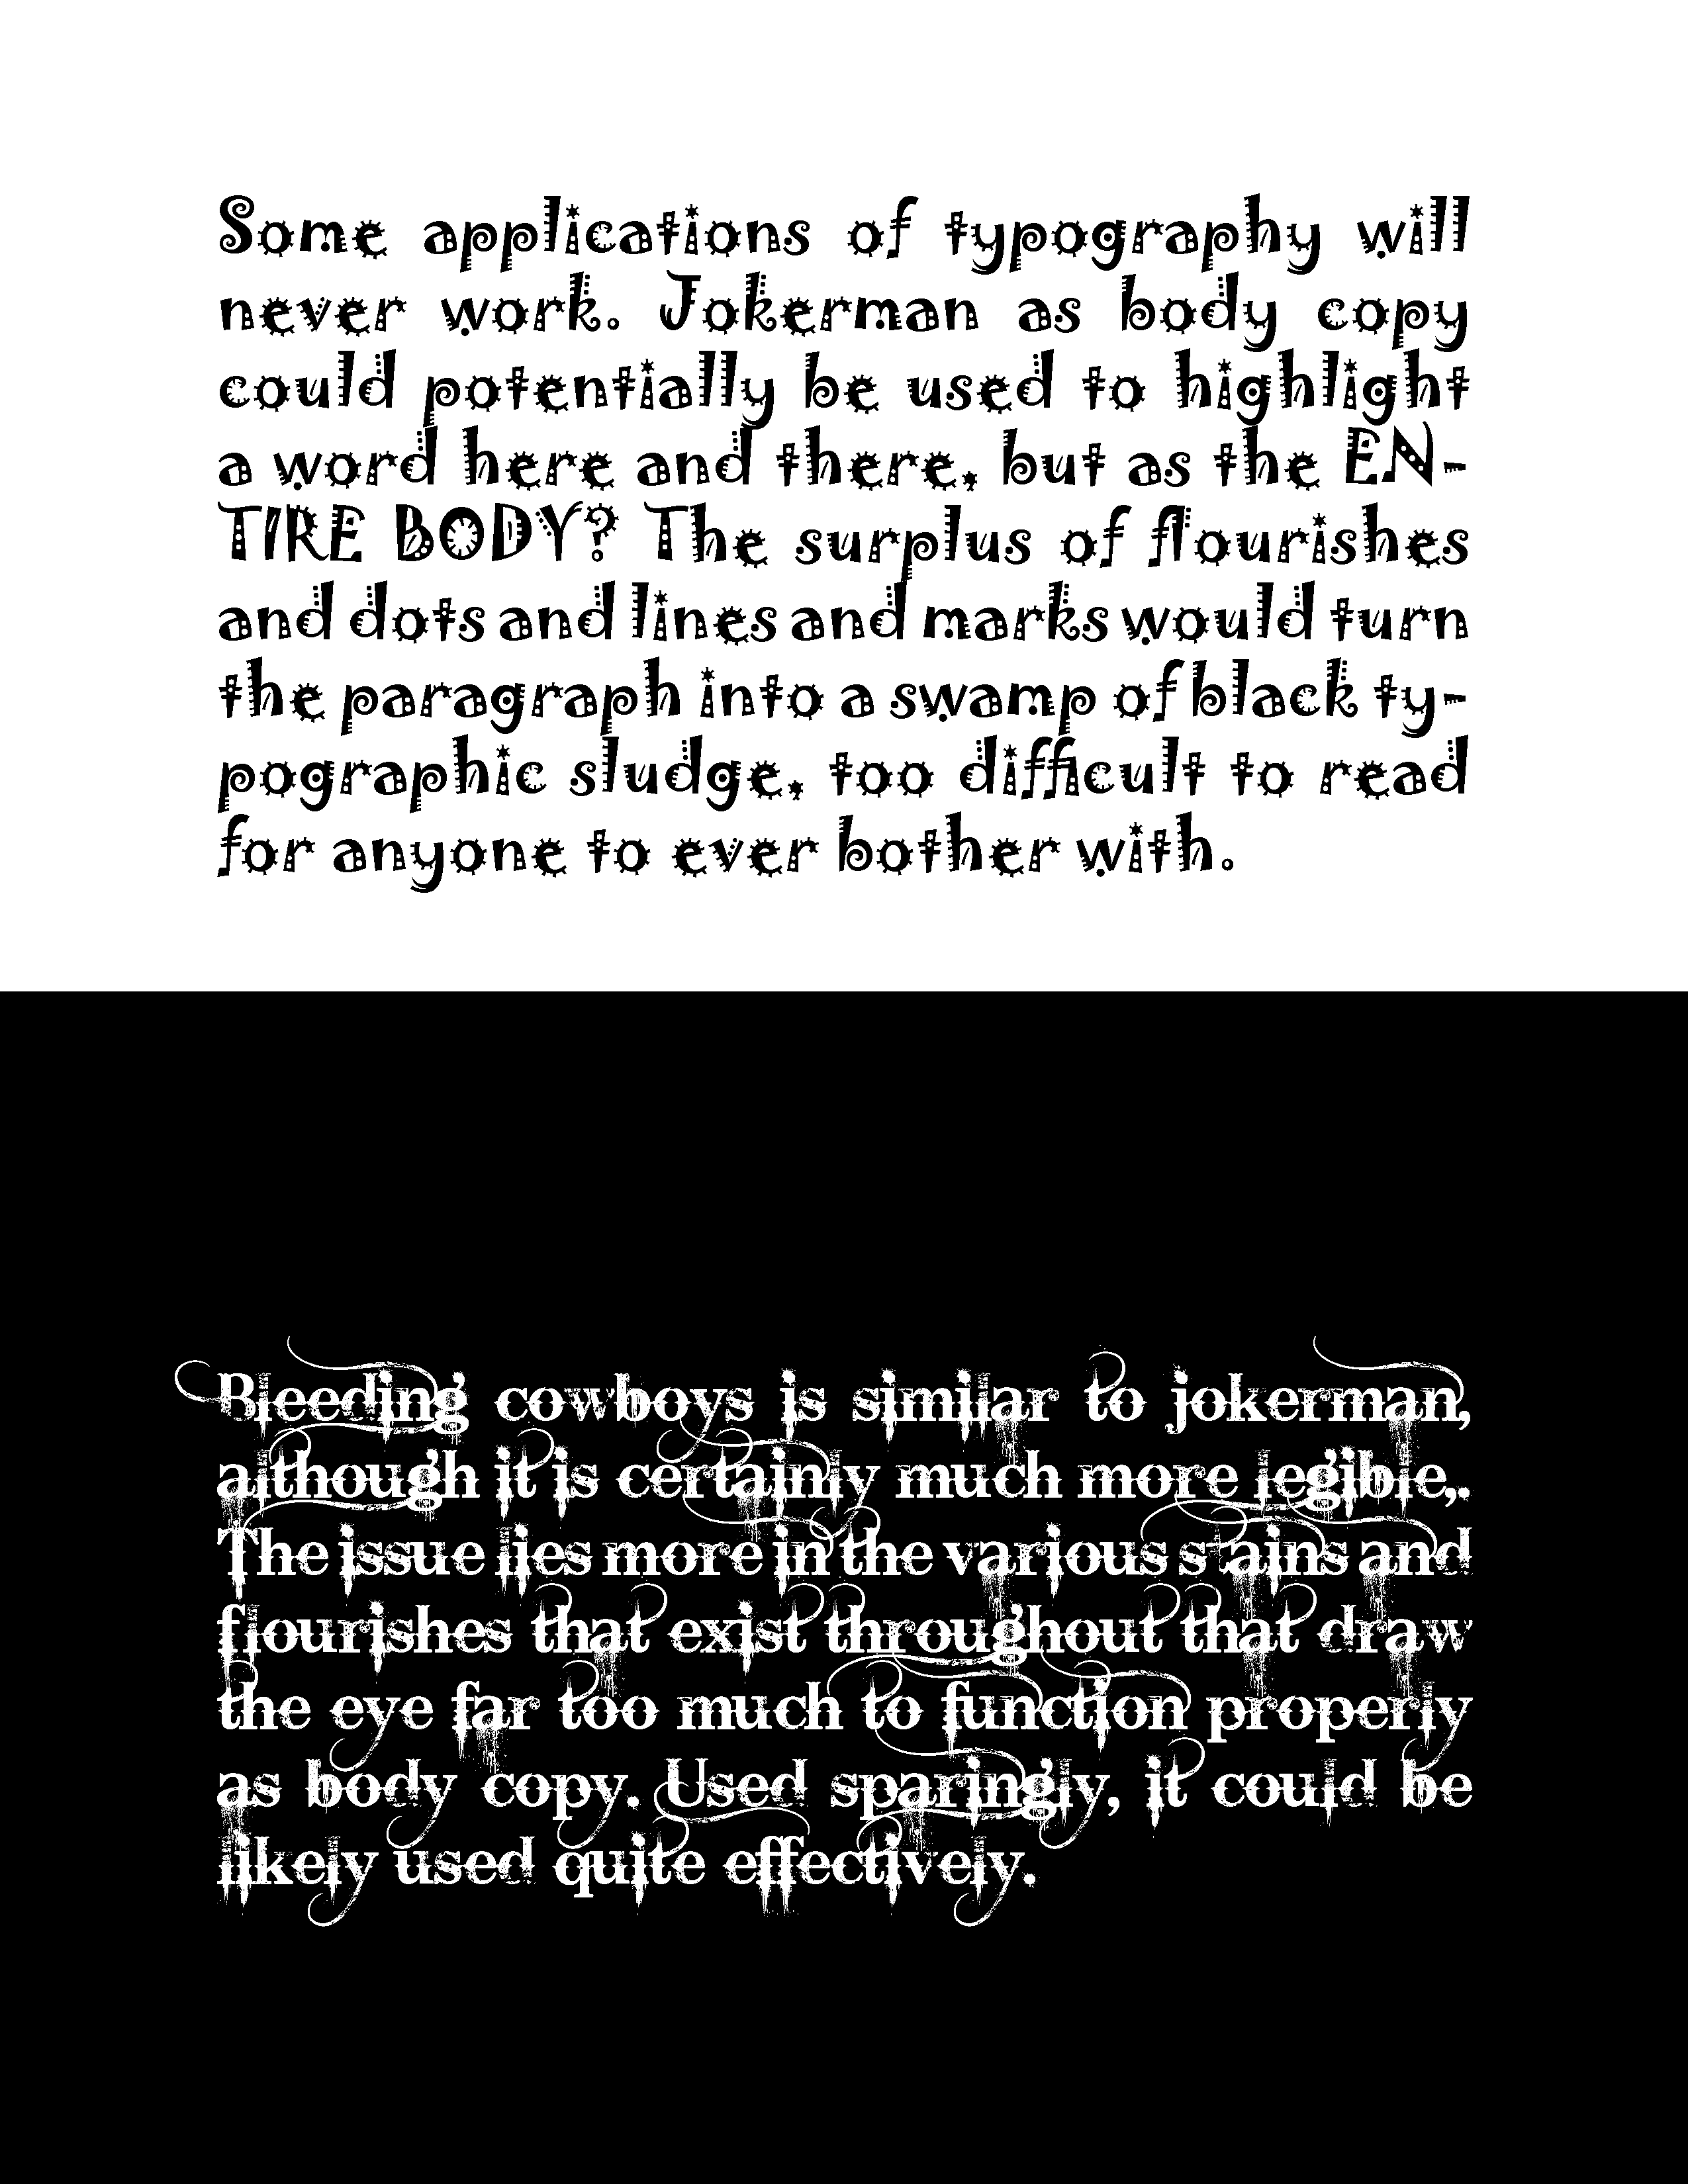 Some applications of typography will
never work. Jokerman as body copy
could potentially be used to highlight
a word here and there, but as the EN-
TIRE BODY? The surplus of flourishes
and dots and lines and marks would turn
the paragraph into a swamp of black ty-
pographic sludge, too difficult to read
for anyone to ever bother with.
Bleeding cowboys is similar to jokerman,
although it is certainly much more legible,.
The issue lies more in the various stains and
flourishes that exist throughout that draw
the eye far too much to function properly
as body copy. Used sparingly, it could be
likely used quite effectively.